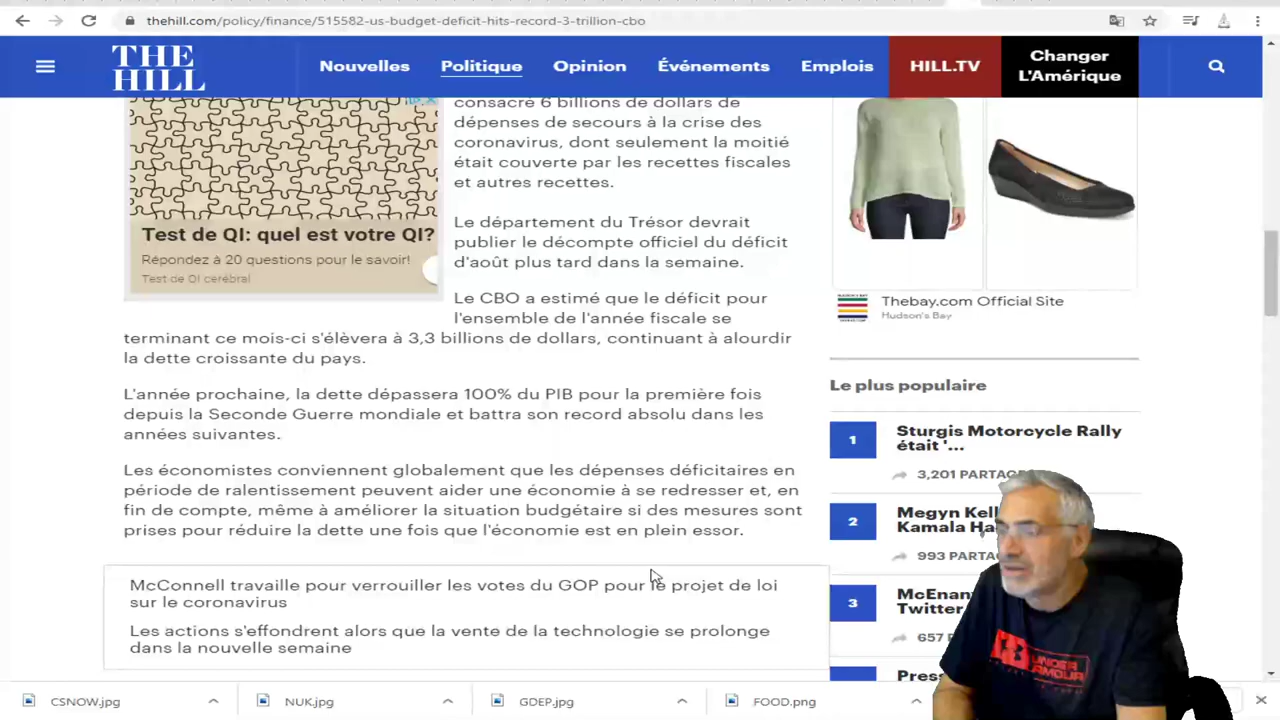 thehill.com/policy/finance/515582-us-budget-deficit-hits-record-3-trillion-cbo
THE HILL
Nouvelles
Politique
Opinion
Événements
Emplois
HILL.TV
Changer
L'Amérique
Test de QI: quel est votre QI?
Répondez à 20 questions pour le savoir!
Test de QI cérébral
consacré 6 billions de dollars de
dépenses de secours à la crise des
coronavirus, dont seulement la moitié
était couverte par les recettes fiscales
et autres recettes.
Le département du Trésor devrait
publier le décompte officiel du déficit
d'août plus tard dans la semaine.
Le CBO a estimé que le déficit pour
l'ensemble de l'année fiscale se
terminant ce mois-ci s'élèvera à 3,3 billions de dollars, continuant à alourdir
la dette croissante du pays.
L'année prochaine, la dette dépassera 100% du PIB pour la première fois
depuis la Seconde Guerre mondiale et battra son record absolu dans les
années suivantes.
Les économistes conviennent globalement que les dépenses déficitaires en
période de ralentissement peuvent aider une économie à se redresser et, en
fin de compte, même à améliorer la situation budgétaire si des mesures sont
prises pour réduire la dette une fois que l'économie est en plein essor.
McConnell travaille pour verrouiller les votes du GOP pour le projet de loi
sur le coronavirus
Les actions s'effondrent alors que la vente de la technologie se prolonge
dans la nouvelle semaine
Thebay.com Official Site
Hudson's Bay
Le plus populaire
1
Sturgis Motorcycle Rally
était '...
3,201 PARTAG
2
Megyn Kel
Kamala Ha
993 PARTA
3
McEnan
Twitter
657
Pres
UNDER ARMOUR
CSNOW.jpg
NUK.jpg
GDEP.jpg
FOOD.png